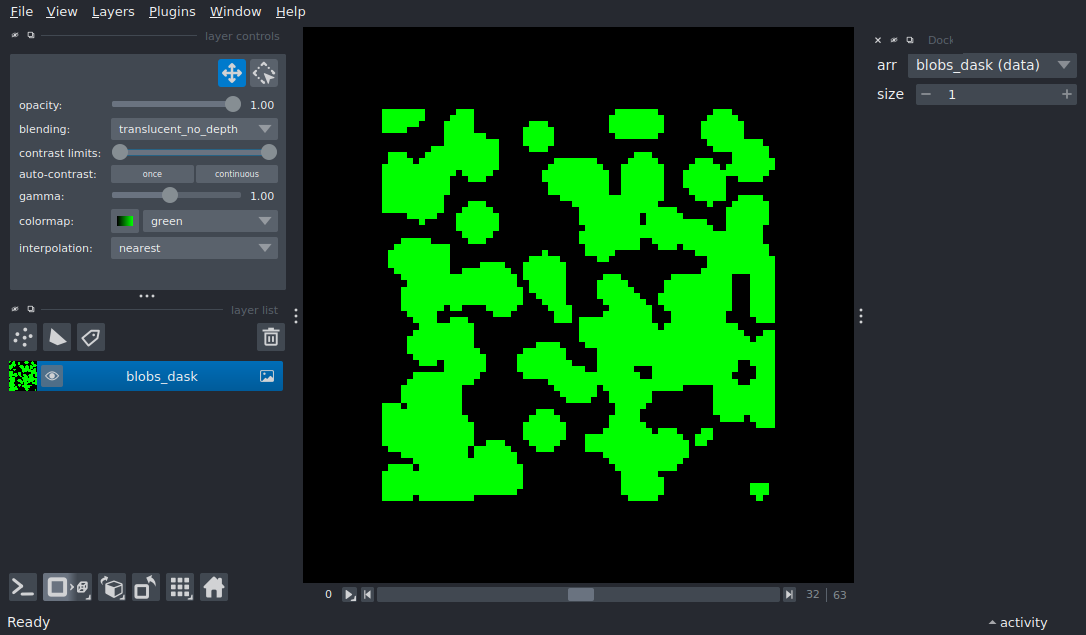 File View Layers Plugins Window Help
layer controls
opacity: 1.00
blending: translucent_no_depth
contrast limits:
auto-contrast: once continuous
gamma: 1.00
colormap: green
interpolation: nearest
layer list
blobs_dask
Dock
arr blobs_dask (data)
size 1
0 32 63
Ready
activity